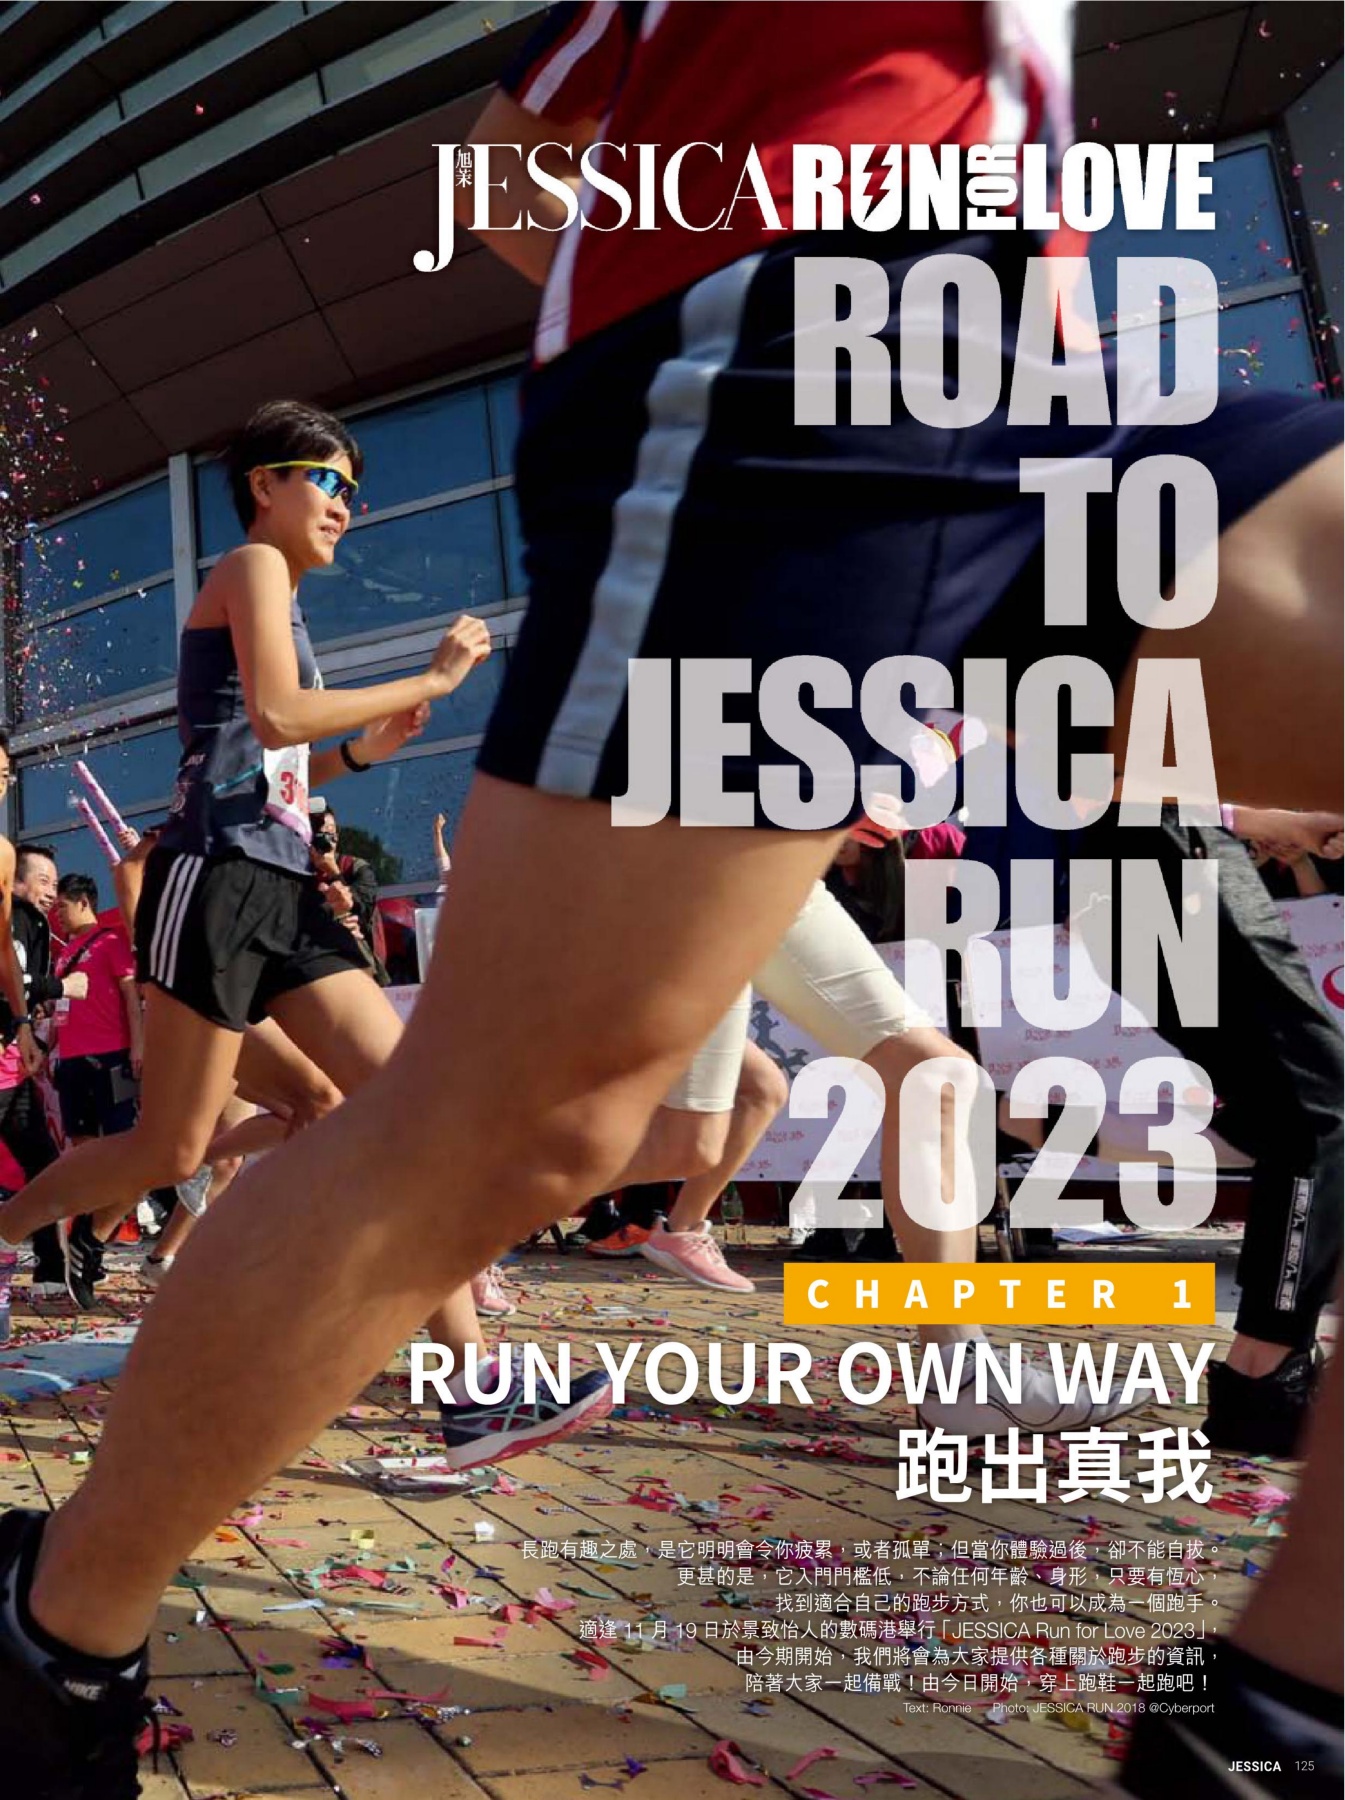 旭茉
JESSICA RUN FOR LOVE
ROAD
TO
JESSICA
RUN
2023
CHAPTER 1
RUN YOUR OWN WAY
跑出真我
長跑有趣之處，是它明明會令你疲累，或者孤單；但當你體驗過後，卻不能自拔。
更甚的是，它入門門檻低，不論任何年齡、身形，只要有恆心，
找到適合自己的跑步方式，你也可以成為一個跑手。
適逢 11 月 19 日於景致怡人的數碼港舉行「JESSICA Run for Love 2023」，
由今期開始，我們將會為大家提供各種關於跑步的資訊，
陪著大家一起備戰！由今日開始，穿上跑鞋一起跑吧！
Text: Ronnie Photo: JESSICA RUN 2018 @Cyberport
NIKE
JESSICA 125